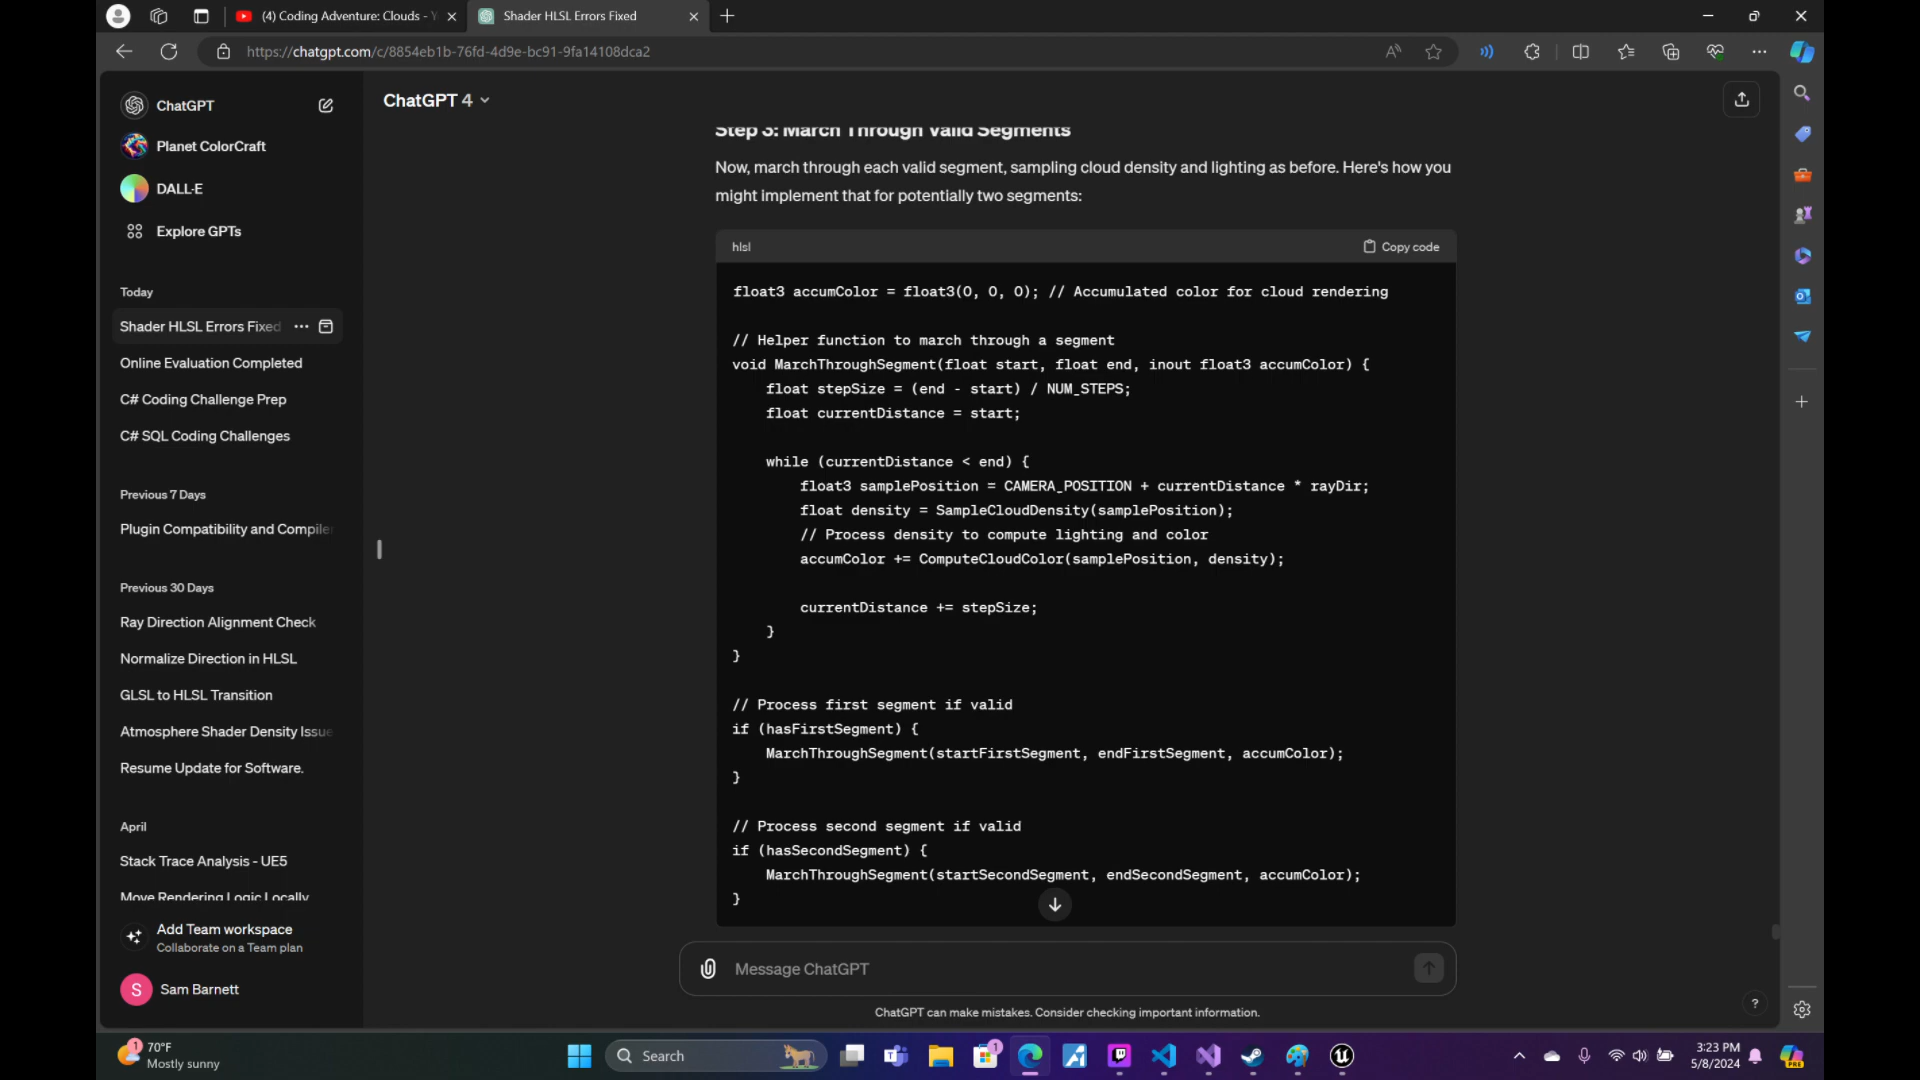 (4) Coding Adventure: Clouds - Y
Shader HLSL Errors Fixed
https://chatgpt.com/c/8854eb1b-76fd-4d9e-bc91-9fa14108dca2
ChatGPT
Planet ColorCraft
DALL·E
Explore GPTs
Today
Shader HLSL Errors Fixed
Online Evaluation Completed
C# Coding Challenge Prep
C# SQL Coding Challenges
Previous 7 Days
Plugin Compatibility and Compiler
Previous 30 Days
Ray Direction Alignment Check
Normalize Direction in HLSL
GLSL to HLSL Transition
Atmosphere Shader Density Issue
Resume Update for Software.
April
Stack Trace Analysis - UE5
Move Rendering Logic Locally
Add Team workspace
Collaborate on a Team plan
S
Sam Barnett
ChatGPT 4
Step 3: March Through Valid Segments
Now, march through each valid segment, sampling cloud density and lighting as before. Here's how you
might implement that for potentially two segments:
hlsl
Copy code
float3 accumColor = float3(0, 0, 0); // Accumulated color for cloud rendering
// Helper function to march through a segment
void MarchThroughSegment(float start, float end, inout float3 accumColor) {
float stepSize = (end - start) / NUM_STEPS;
float currentDistance = start;
while (currentDistance < end) {
float3 samplePosition = CAMERA_POSITION + currentDistance * rayDir;
float density = SampleCloudDensity(samplePosition);
// Process density to compute lighting and color
accumColor += ComputeCloudColor(samplePosition, density);
currentDistance += stepSize;
}
}
// Process first segment if valid
if (hasFirstSegment) {
MarchThroughSegment(startFirstSegment, endFirstSegment, accumColor);
}
// Process second segment if valid
if (hasSecondSegment) {
MarchThroughSegment(startSecondSegment, endSecondSegment, accumColor);
}
Message ChatGPT
ChatGPT can make mistakes. Consider checking important information.
?
1
70°F
Mostly sunny
Search
1
3:23 PM
5/8/2024
PRE